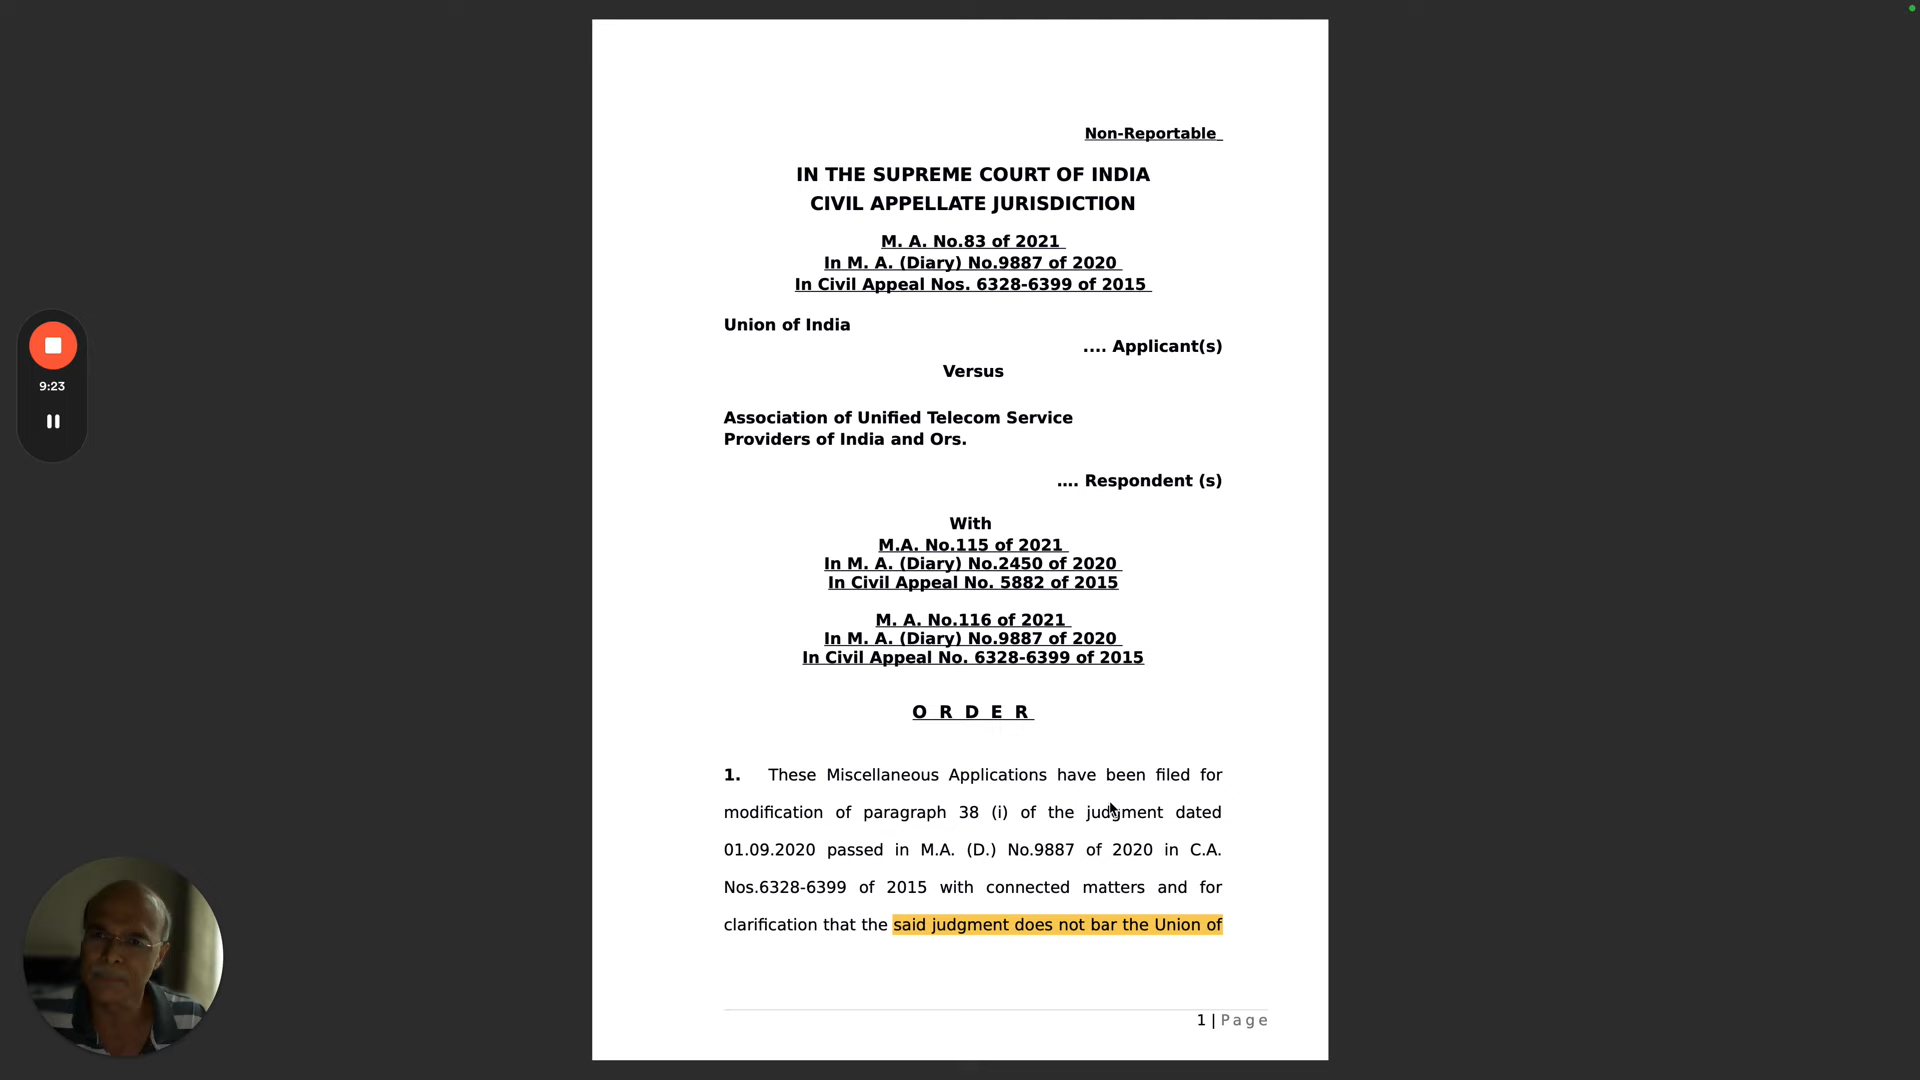 Non-Reportable
IN THE SUPREME COURT OF INDIA
CIVIL APPELLATE JURISDICTION
M. A. No.83 of 2021
In M. A. (Diary) No.9887 of 2020
In Civil Appeal Nos. 6328-6399 of 2015
Union of India
.... Applicant(s)
Versus
Association of Unified Telecom Service
Providers of India and Ors.
.... Respondent (s)
With
M.A. No.115 of 2021
In M. A. (Diary) No.2450 of 2020
In Civil Appeal No. 5882 of 2015
M. A. No.116 of 2021
In M. A. (Diary) No.9887 of 2020
In Civil Appeal No. 6328-6399 of 2015
O R D E R
1. These Miscellaneous Applications have been filed for
modification of paragraph 38 (i) of the judgment dated
01.09.2020 passed in M.A. (D.) No.9887 of 2020 in C.A.
Nos.6328-6399 of 2015 with connected matters and for
clarification that the said judgment does not bar the Union of
1 | Page
9:23